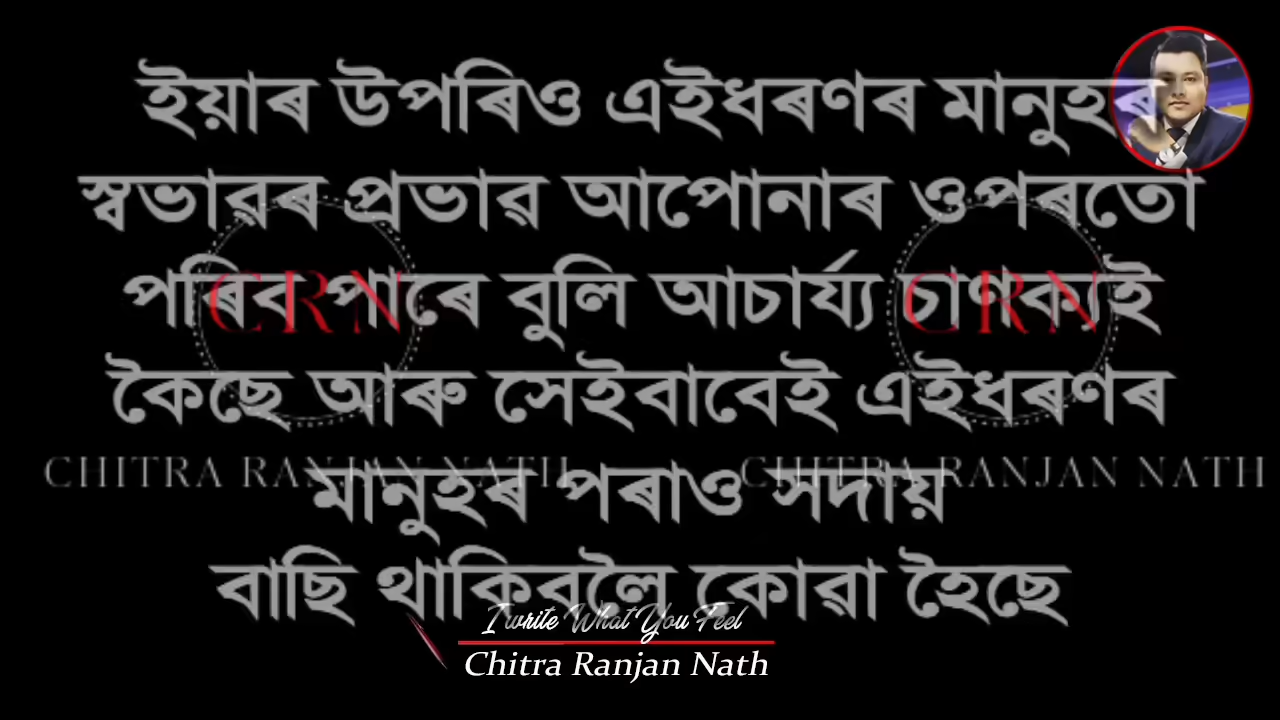 ইয়াৰ উপৰিও এইধৰণৰ মানুহৰ
স্বভাৱৰ প্ৰভাৱ আপোনাৰ ওপৰতো
পৰিব পাৰে বুলি আচাৰ্য্য চাণক্যই
কৈছে আৰু সেইবাবেই এইধৰণৰ
মানুহৰ পৰাও সদায়
বাছি থাকিবলৈ কোৱা হৈছে
CRN
CRN
CHITRA RANJAN NATH
CHITRA RANJAN NATH
I write What You Feel
Chitra Ranjan Nath